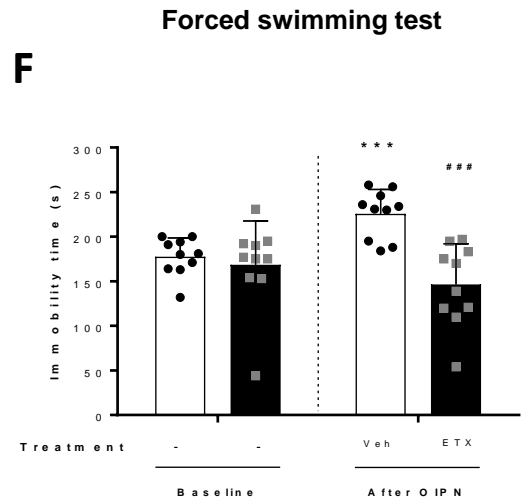 Forced swimming test
F
* * *
# # #
300
250
200
150
100
50
0
Immobility time (s)
Treatment - - Veh ETX
Baseline After OIPN